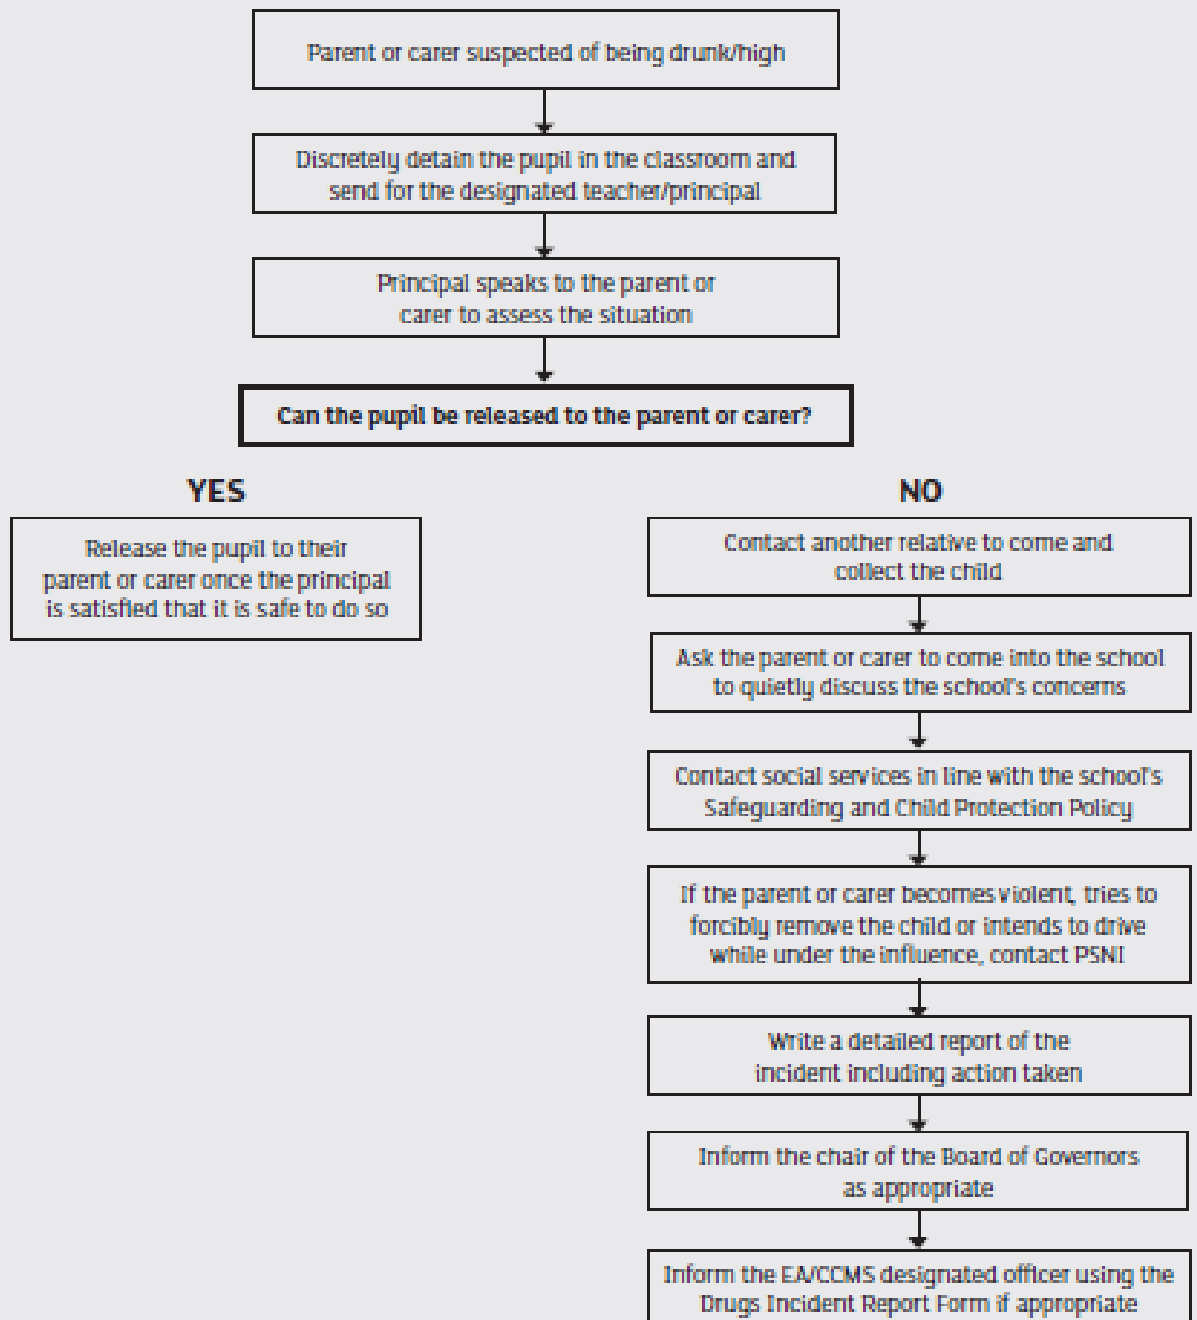 Parent or carer suspected of being drunk/high
Discretely detain the pupil in the classroom and
send for the designated teacher/principal
Principal speaks to the parent or
carer to assess the situation
Can the pupil be released to the parent or carer?
YES
Release the pupil to their
parent or carer once the principal
is satisfied that it is safe to do so
NO
Contact another relative to come and
collect the child
Ask the parent or carer to come into the school
to quietly discuss the school's concerns
Contact social services in line with the school's
Safeguarding and Child Protection Policy
If the parent or carer becomes violent, tries to
forcibly remove the child or intends to drive
while under the influence, contact PSNI
Write a detailed report of the
incident including action taken
Inform the chair of the Board of Governors
as appropriate
Inform the EA/CCMS designated officer using the
Drugs Incident Report Form if appropriate